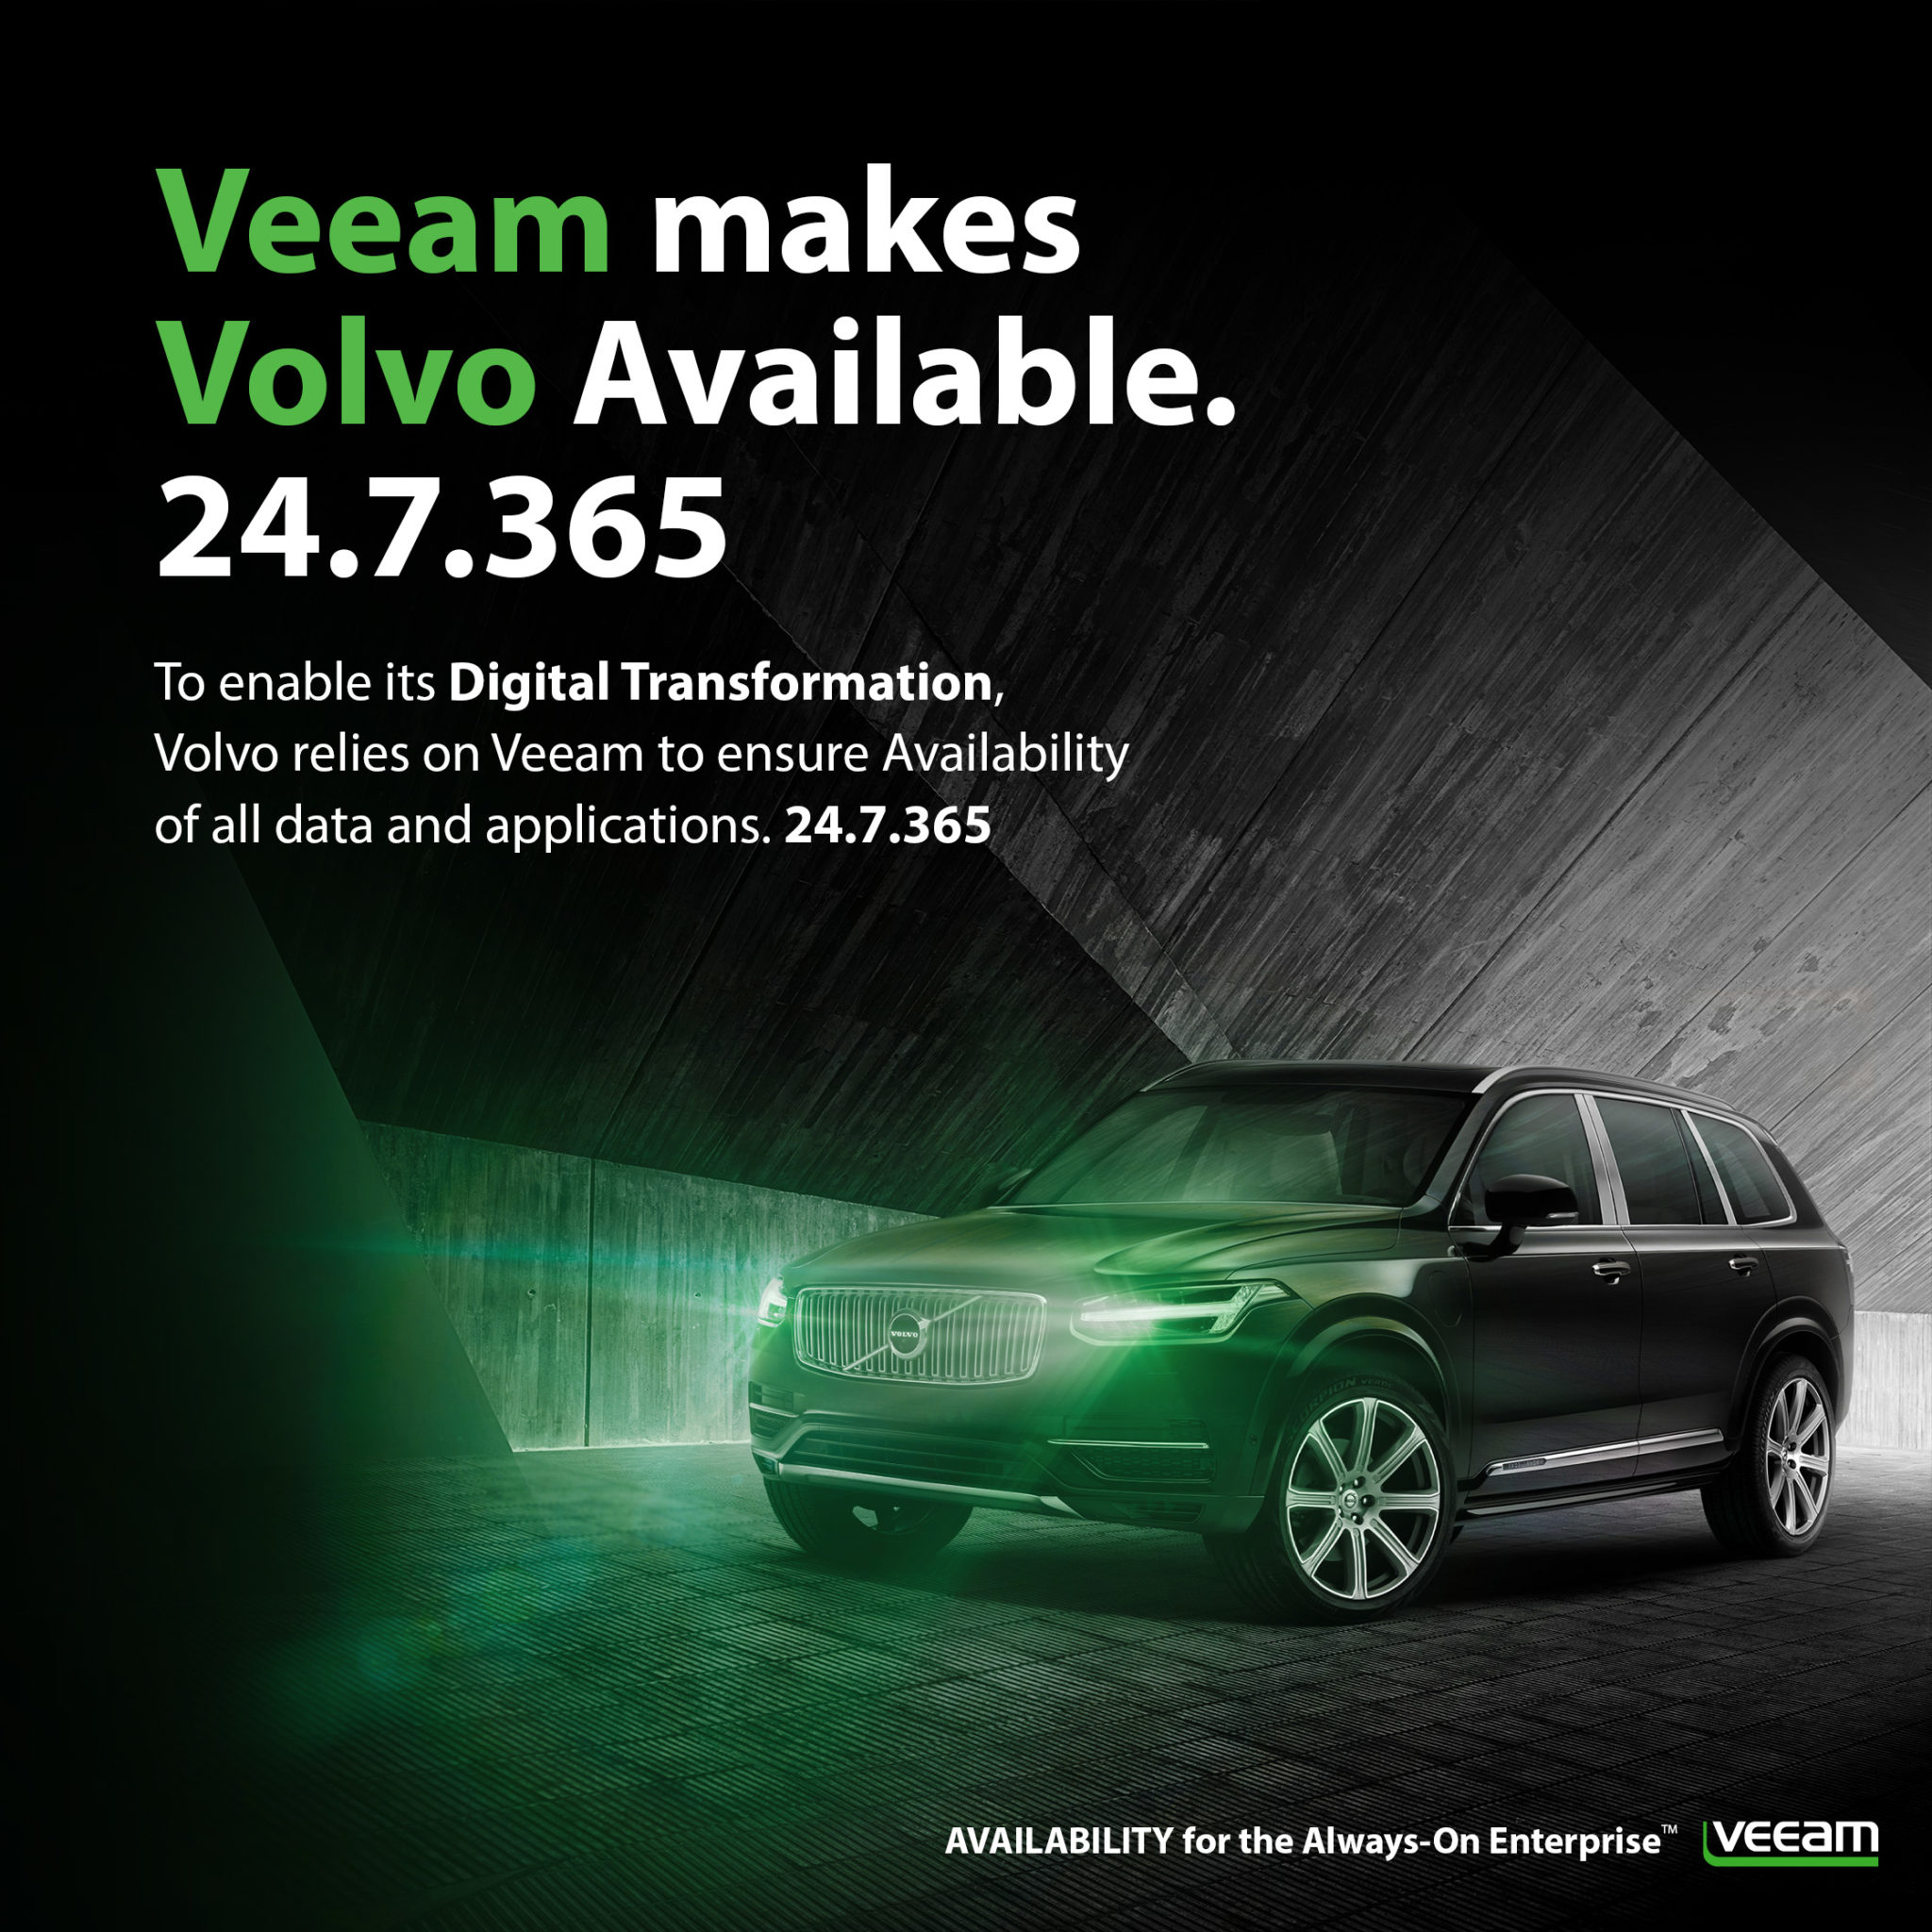 Veeam makes
Volvo Available.
24.7.365
To enable its Digital Transformation,
Volvo relies on Veeam to ensure Availability
of all data and applications. 24.7.365
VOLVO
AVAILABILITY for the Always-On Enterprise™
VEEAM